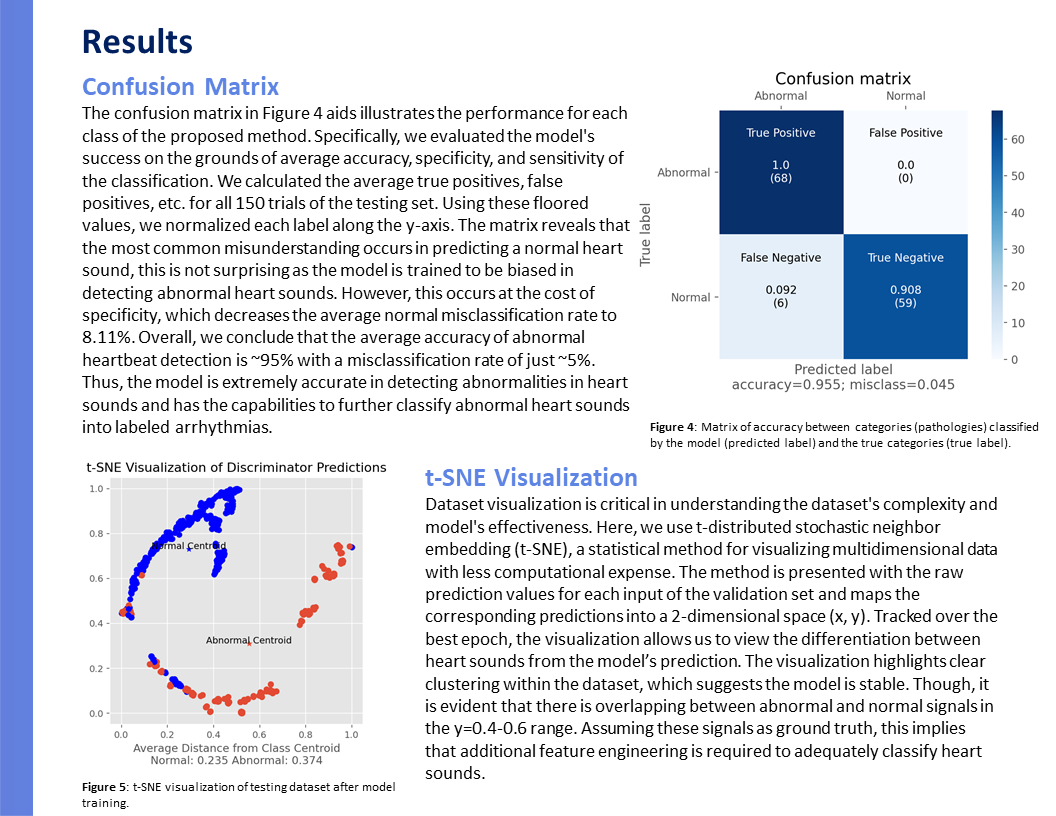 Results
Confusion Matrix
The confusion matrix in Figure 4 aids illustrates the performance for each
class of the proposed method. Specifically, we evaluated the model's
success on the grounds of average accuracy, specificity, and sensitivity of
the classification. We calculated the average true positives, false
positives, etc. for all 150 trials of the testing set. Using these floored
values, we normalized each label along the y-axis. The matrix reveals that
the most common misunderstanding occurs in predicting a normal heart
sound, this is not surprising as the model is trained to be biased in
detecting abnormal heart sounds. However, this occurs at the cost of
specificity, which decreases the average normal misclassification rate to
8.11%. Overall, we conclude that the average accuracy of abnormal
heartbeat detection is ~95% with a misclassification rate of just ~5%.
Thus, the model is extremely accurate in detecting abnormalities in heart
sounds and has the capabilities to further classify abnormal heart sounds
into labeled arrhythmias.
Confusion matrix
Abnormal Normal
True Positive False Positive
60
1.0 0.0
(68) (0)
Abnormal
50
40
True label
False Negative True Negative
30
0.092 0.908
(6) (59)
Normal
20
10
0
Predicted label
accuracy=0.955; misclass=0.045
Figure 4: Matrix of accuracy between categories (pathologies) classified
by the model (predicted label) and the true categories (true label).
t-SNE Visualization of Discriminator Predictions
1.0
0.8
Normal Centroid
0.6
0.4
Abnormal Centroid
0.2
0.0
0.0 0.2 0.4 0.6 0.8 1.0
Average Distance from Class Centroid
Normal: 0.235 Abnormal: 0.374
Figure 5: t-SNE visualization of testing dataset after model
training.
t-SNE Visualization
Dataset visualization is critical in understanding the dataset's complexity and
model's effectiveness. Here, we use t-distributed stochastic neighbor
embedding (t-SNE), a statistical method for visualizing multidimensional data
with less computational expense. The method is presented with the raw
prediction values for each input of the validation set and maps the
corresponding predictions into a 2-dimensional space (x, y). Tracked over the
best epoch, the visualization allows us to view the differentiation between
heart sounds from the model’s prediction. The visualization highlights clear
clustering within the dataset, which suggests the model is stable. Though, it
is evident that there is overlapping between abnormal and normal signals in
the y=0.4-0.6 range. Assuming these signals as ground truth, this implies
that additional feature engineering is required to adequately classify heart
sounds.